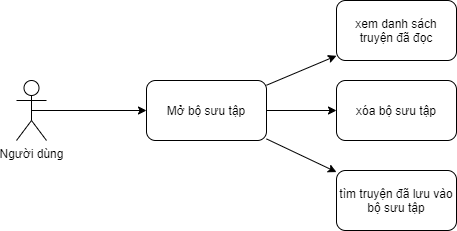 xem danh sách
truyện đã đọc
Mở bộ sưu tập
xóa bộ sưu tập
Người dùng
tìm truyện đã lưu vào
bộ sưu tập